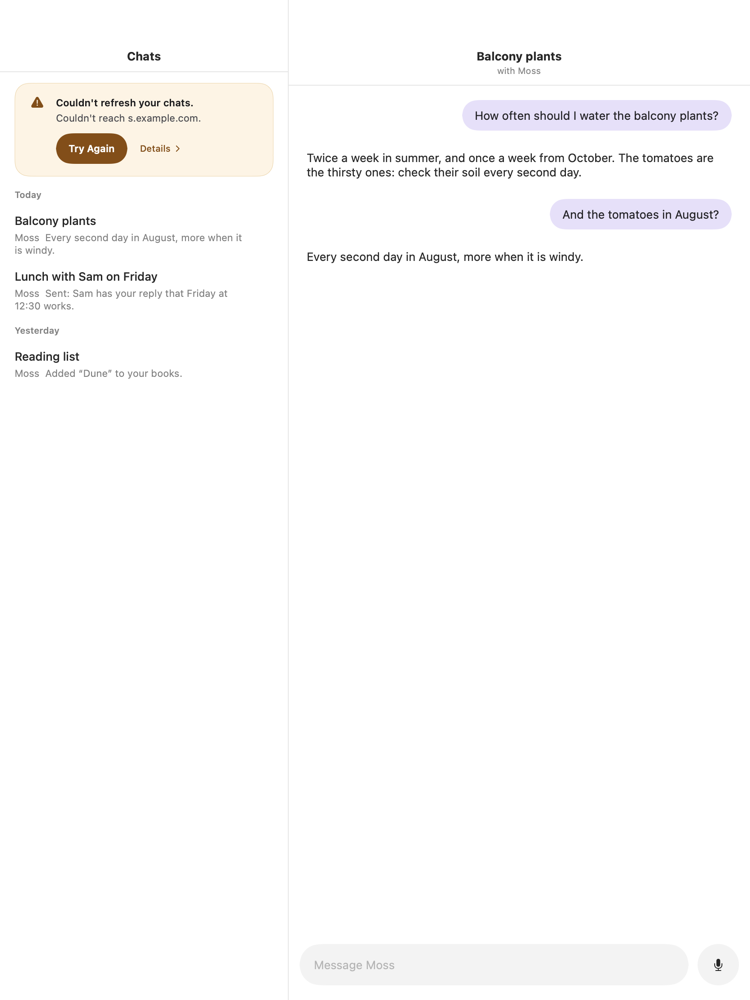 Chats
Couldn't refresh your chats.
Couldn't reach s.example.com.
Try Again
Details
Today
Balcony plants
Moss Every second day in August, more when it
is windy.
Lunch with Sam on Friday
Moss Sent: Sam has your reply that Friday at
12:30 works.
Yesterday
Reading list
Moss Added “Dune” to your books.
Balcony plants
with Moss
How often should I water the balcony plants?
Twice a week in summer, and once a week from October. The tomatoes are
the thirsty ones: check their soil every second day.
And the tomatoes in August?
Every second day in August, more when it is windy.
Message Moss